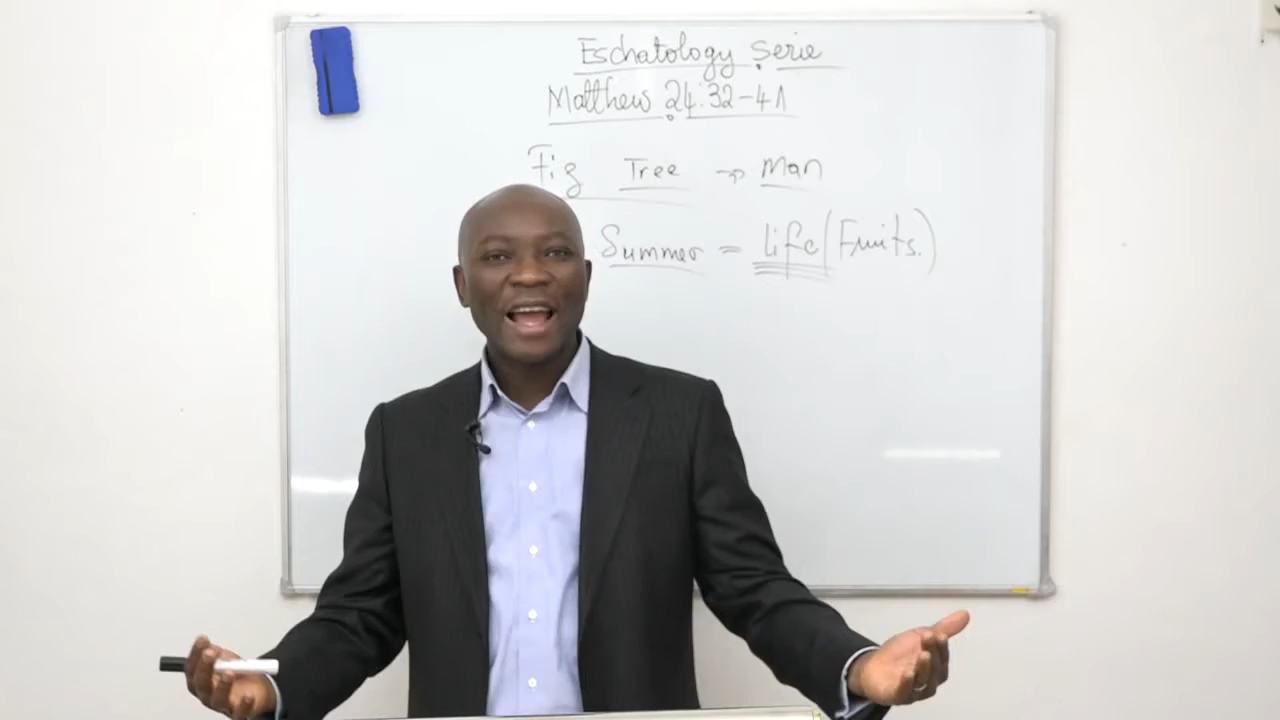 Eschatology Serie
Matthew 24:32-41
Fig Tree → Man
Summer = life (Fruits.)